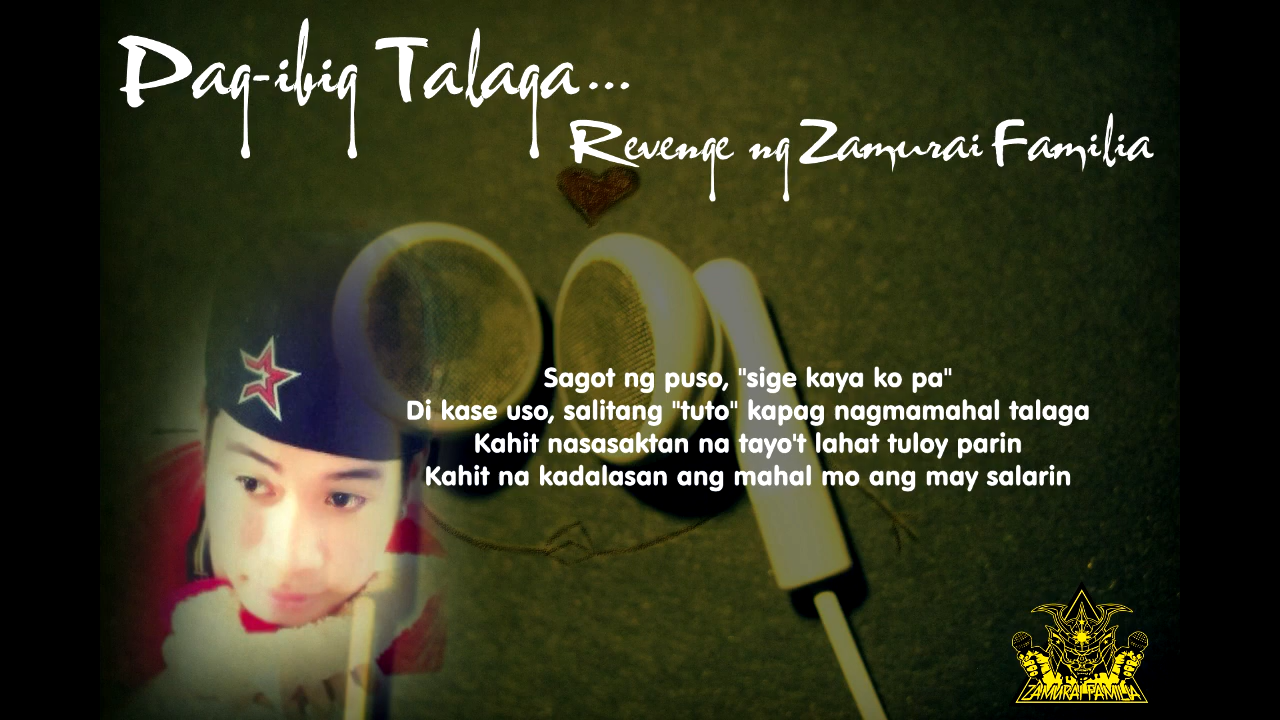 Pag-ibig Talaga...
Revenge ng Zamurai Familia
Sagot ng puso, "sige kaya ko pa"
Di kase uso, salitang "tuto" kapag nagmamahal talaga
Kahit nasasaktan na tayo't lahat tuloy parin
Kahit na kadalasan ang mahal mo ang may salarin
ZAMURAI FAMILIA